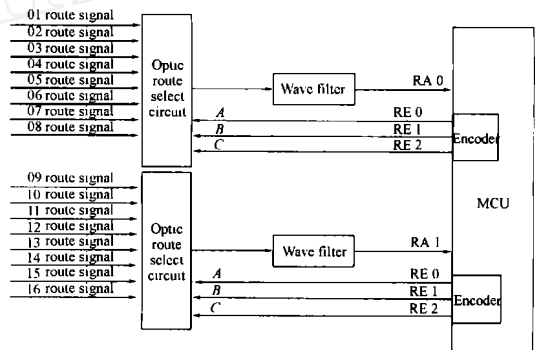 01 route signal
02 route signal
03 route signal
04 route signal
05 route signal
06 route signal
07 route signal
08 route signal
Optic
route
select
circuit
Wave filter
RA 0
A
RE 0
B
RE 1
C
RE 2
Encoder
MCU
09 route signal
10 route signal
11 route signal
12 route signal
13 route signal
14 route signal
15 route signal
16 route signal
Optic
route
select
circuit
Wave filter
RA 1
A
RE 0
B
RE 1
C
RE 2
Encoder